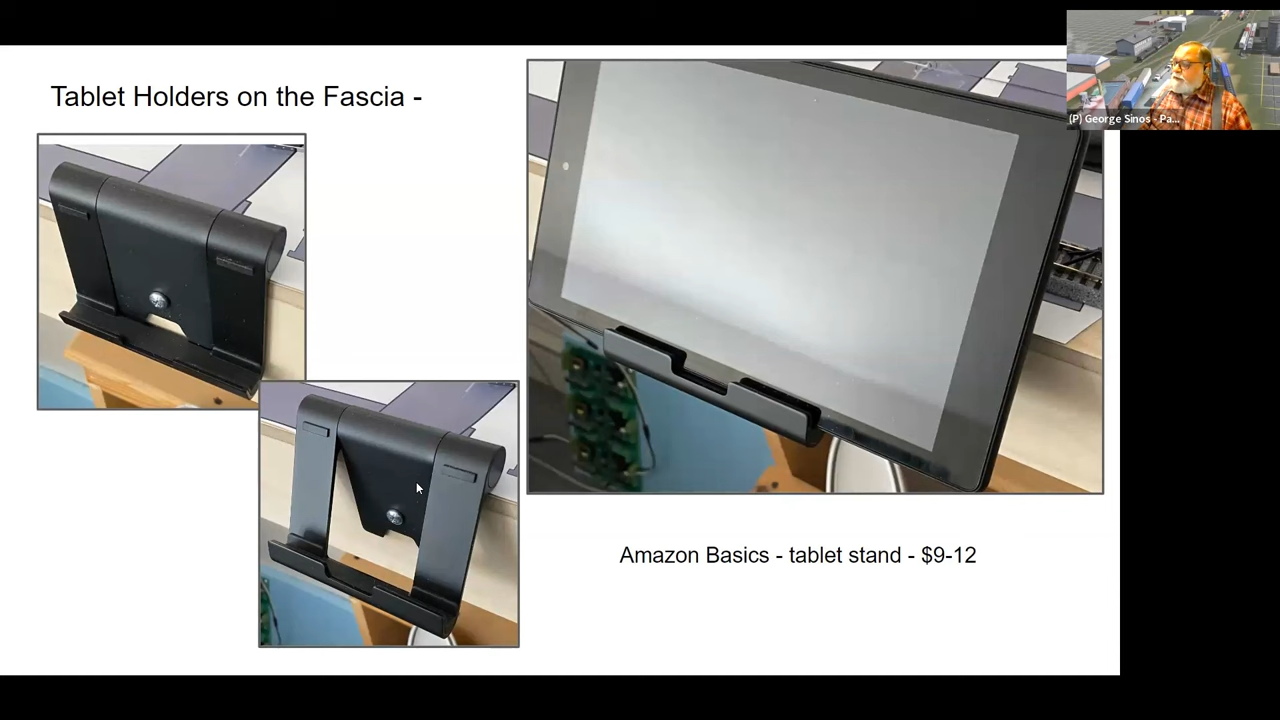 Tablet Holders on the Fascia -
(P) George Sinos - Pa...
Amazon Basics - tablet stand - $9-12